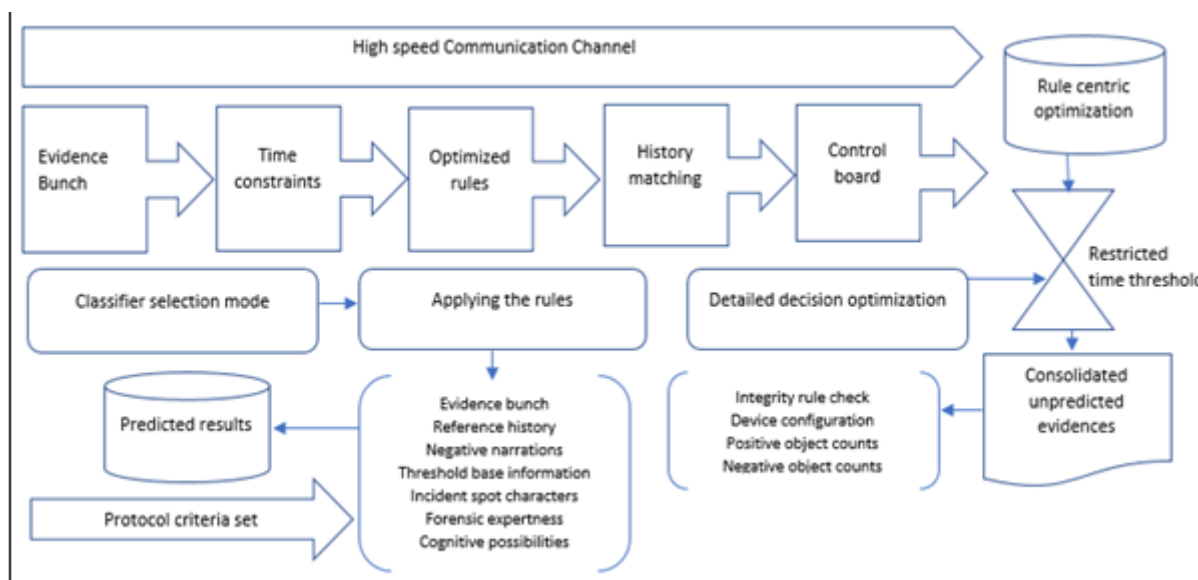 High speed Communication Channel
Rule centric
optimization
Evidence
Bunch
Time
constraints
Optimized
rules
History
matching
Control
board
Restricted
time threshold
Classifier selection mode
Applying the rules
Detailed decision optimization
Predicted results
Evidence bunch
Reference history
Negative narrations
Threshold base information
Incident spot characters
Forensic expertness
Cognitive possibilities
Integrity rule check
Device configuration
Positive object counts
Negative object counts
Consolidated
unpredicted
evidences
Protocol criteria set